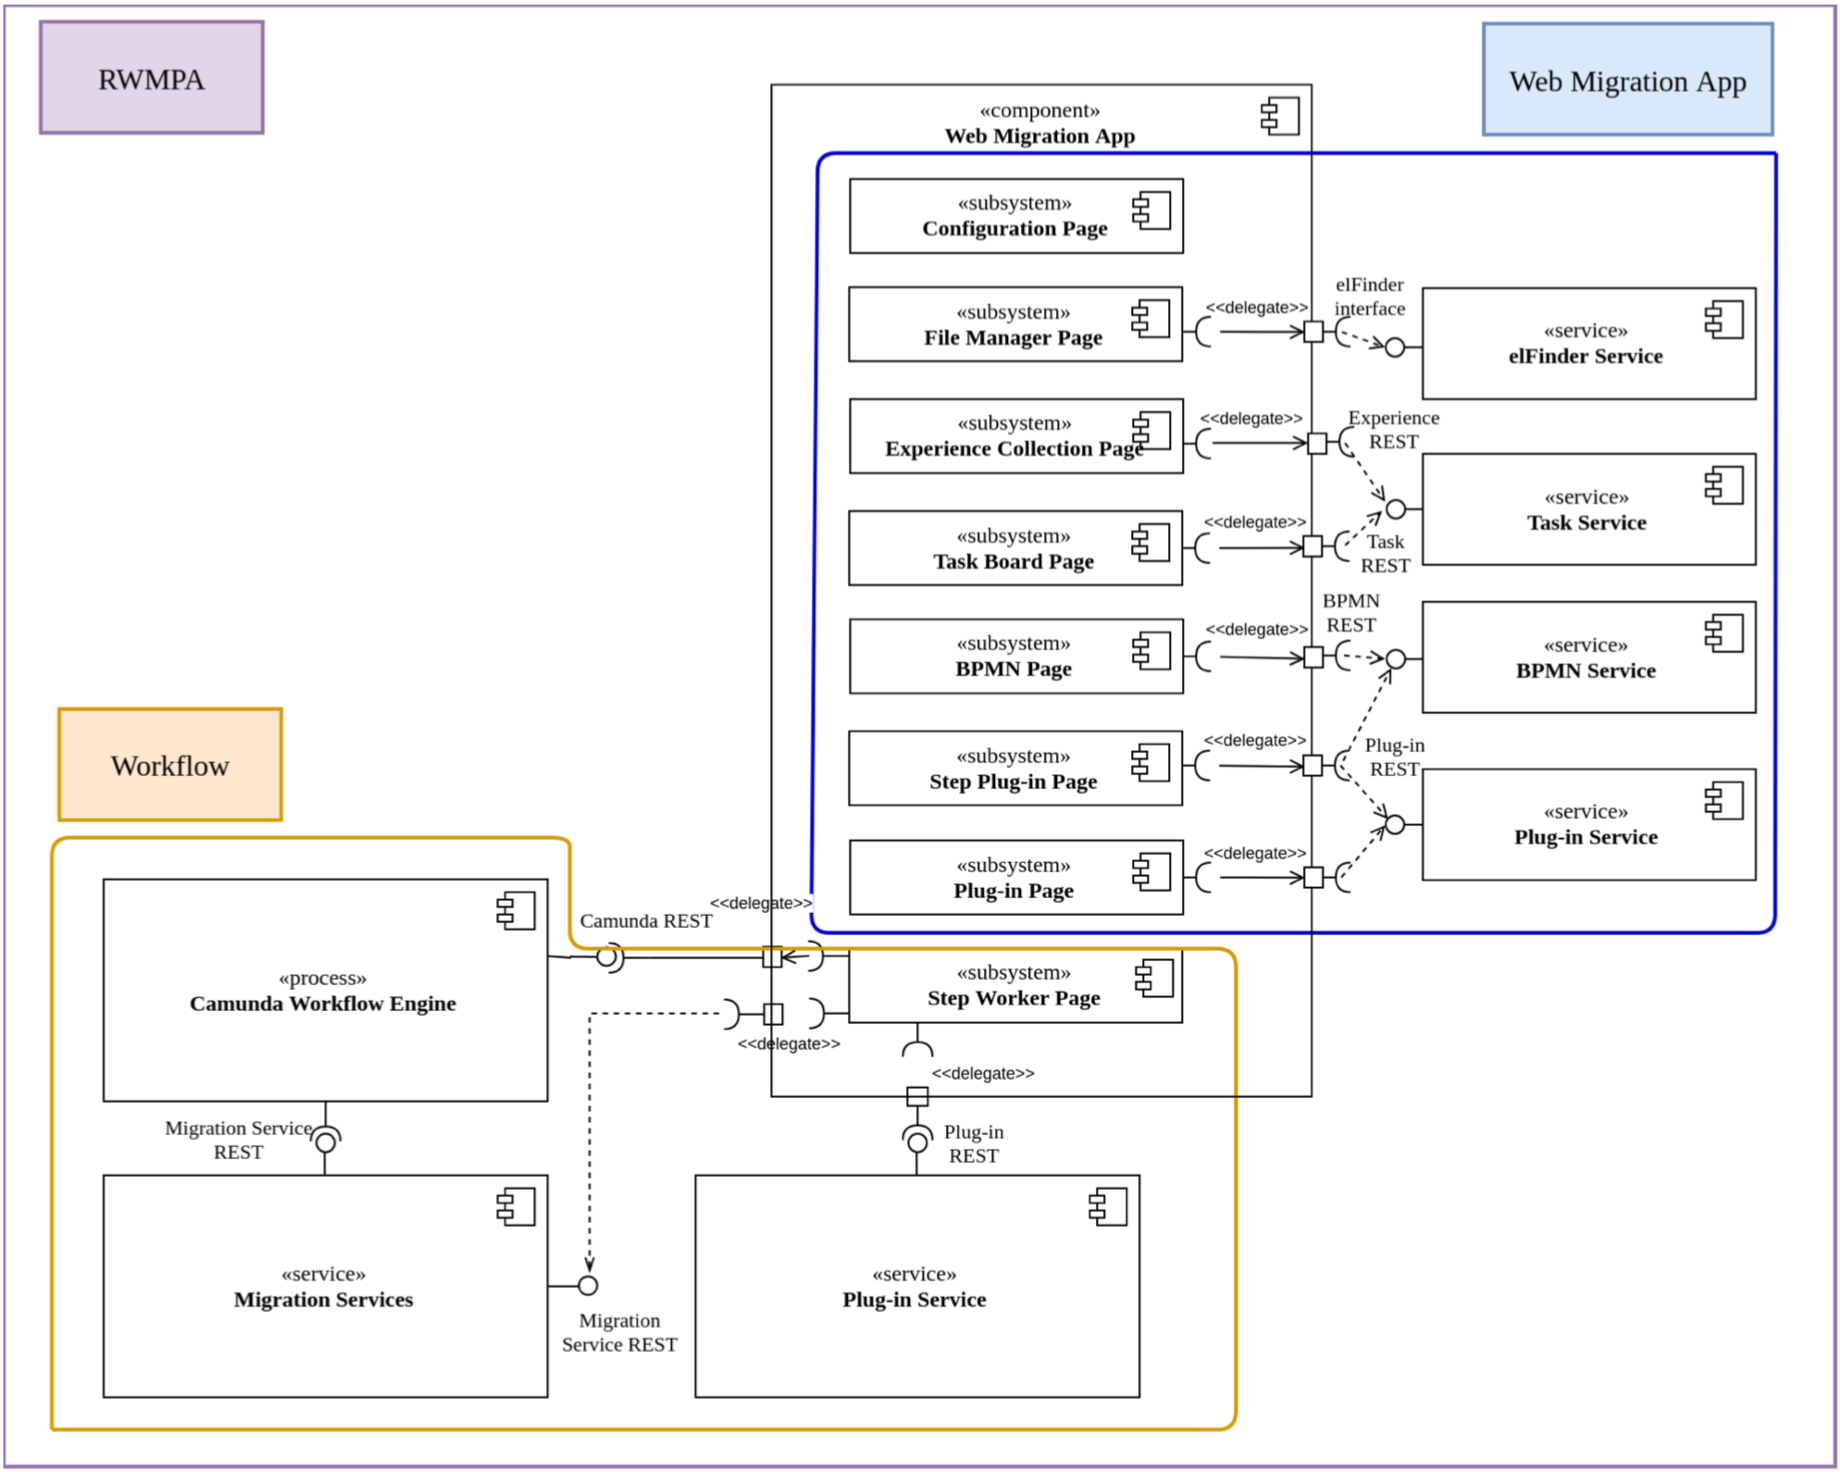 RWMPA
Web Migration App
«component»
Web Migration App
«subsystem»
Configuration Page
«subsystem»
File Manager Page
<<delegate>>
elFinder
interface
«service»
elFinder Service
«subsystem»
Experience Collection Page
<<delegate>>
Experience
REST
«service»
Task Service
«subsystem»
Task Board Page
<<delegate>>
Task
REST
«subsystem»
BPMN Page
<<delegate>>
BPMN
REST
«service»
BPMN Service
«subsystem»
Step Plug-in Page
<<delegate>>
Plug-in
REST
«service»
Plug-in Service
«subsystem»
Plug-in Page
<<delegate>>
Workflow
«process»
Camunda Workflow Engine
Camunda REST
<<delegate>>
«subsystem»
Step Worker Page
<<delegate>>
<<delegate>>
Migration Service
REST
Plug-in
REST
«service»
Migration Services
Migration
Service REST
«service»
Plug-in Service